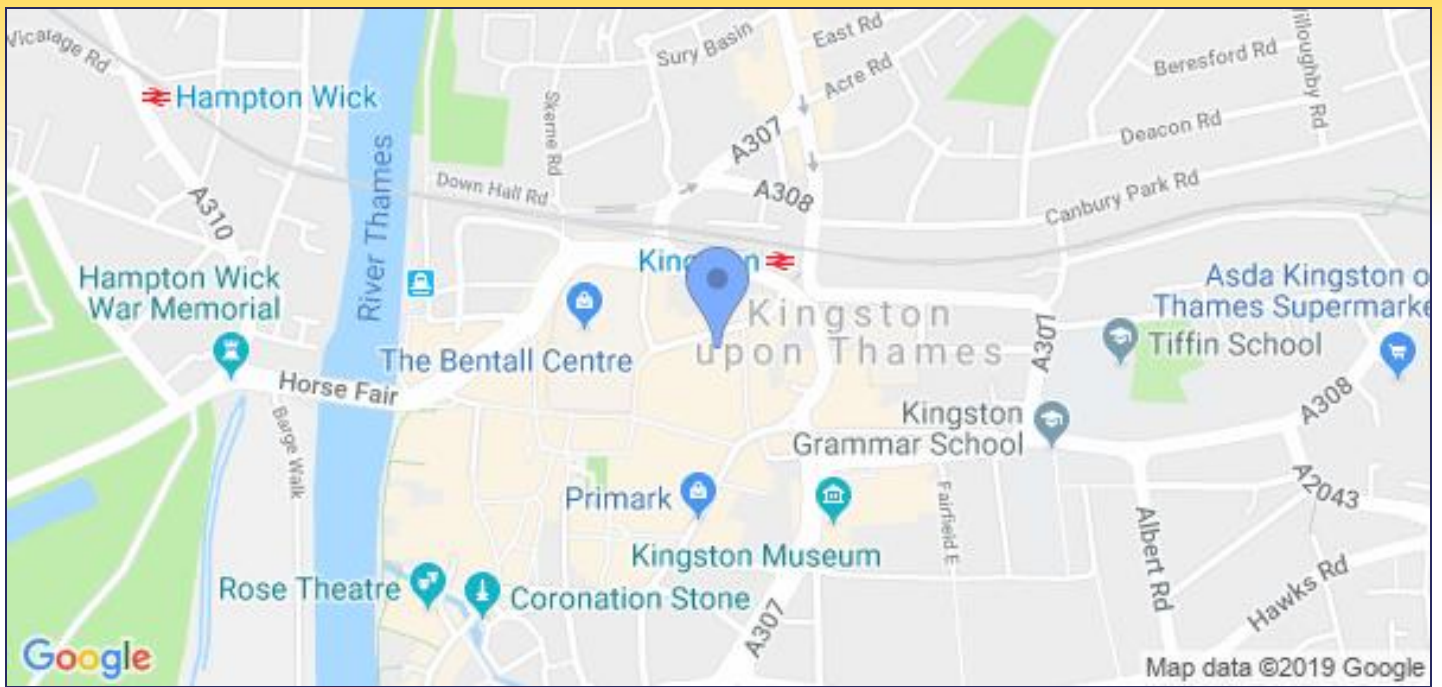 Vicarage Rd
Hampton Wick
Sury Basin
East Rd
Acre Rd
Willoughby Rd
Beresford Rd
Deacon Rd
Skerne Rd
A307
Down Hall Rd
A308
Canbury Park Rd
A310
River Thames
Kingston
Hampton Wick
War Memorial
The Bentall Centre
Kingston
upon Thames
A307
Asda Kingston o
Thames Supermarke
Tiffin School
Horse Fair
Barge Walk
Kingston
Grammar School
A308
A2043
Primark
Kingston Museum
Fairfield E
Albert Rd
Hawks Rd
Rose Theatre
Coronation Stone
A307
Google
Map data ©2019 Google